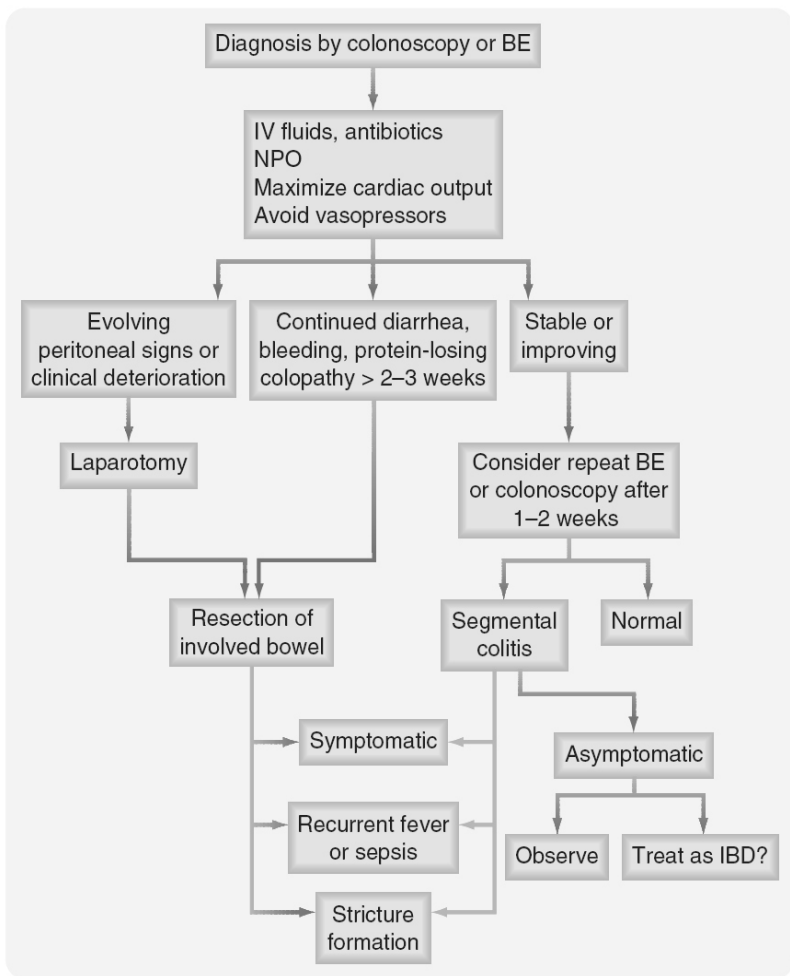 Diagnosis by colonoscopy or BE
IV fluids, antibiotics
NPO
Maximize cardiac output
Avoid vasopressors
Evolving
peritoneal signs or
clinical deterioration
Continued diarrhea,
bleeding, protein-losing
colopathy > 2–3 weeks
Stable or
improving
Laparotomy
Consider repeat BE
or colonoscopy after
1–2 weeks
Resection of
involved bowel
Segmental
colitis
Normal
Symptomatic
Asymptomatic
Recurrent fever
or sepsis
Observe
Treat as IBD?
Stricture
formation